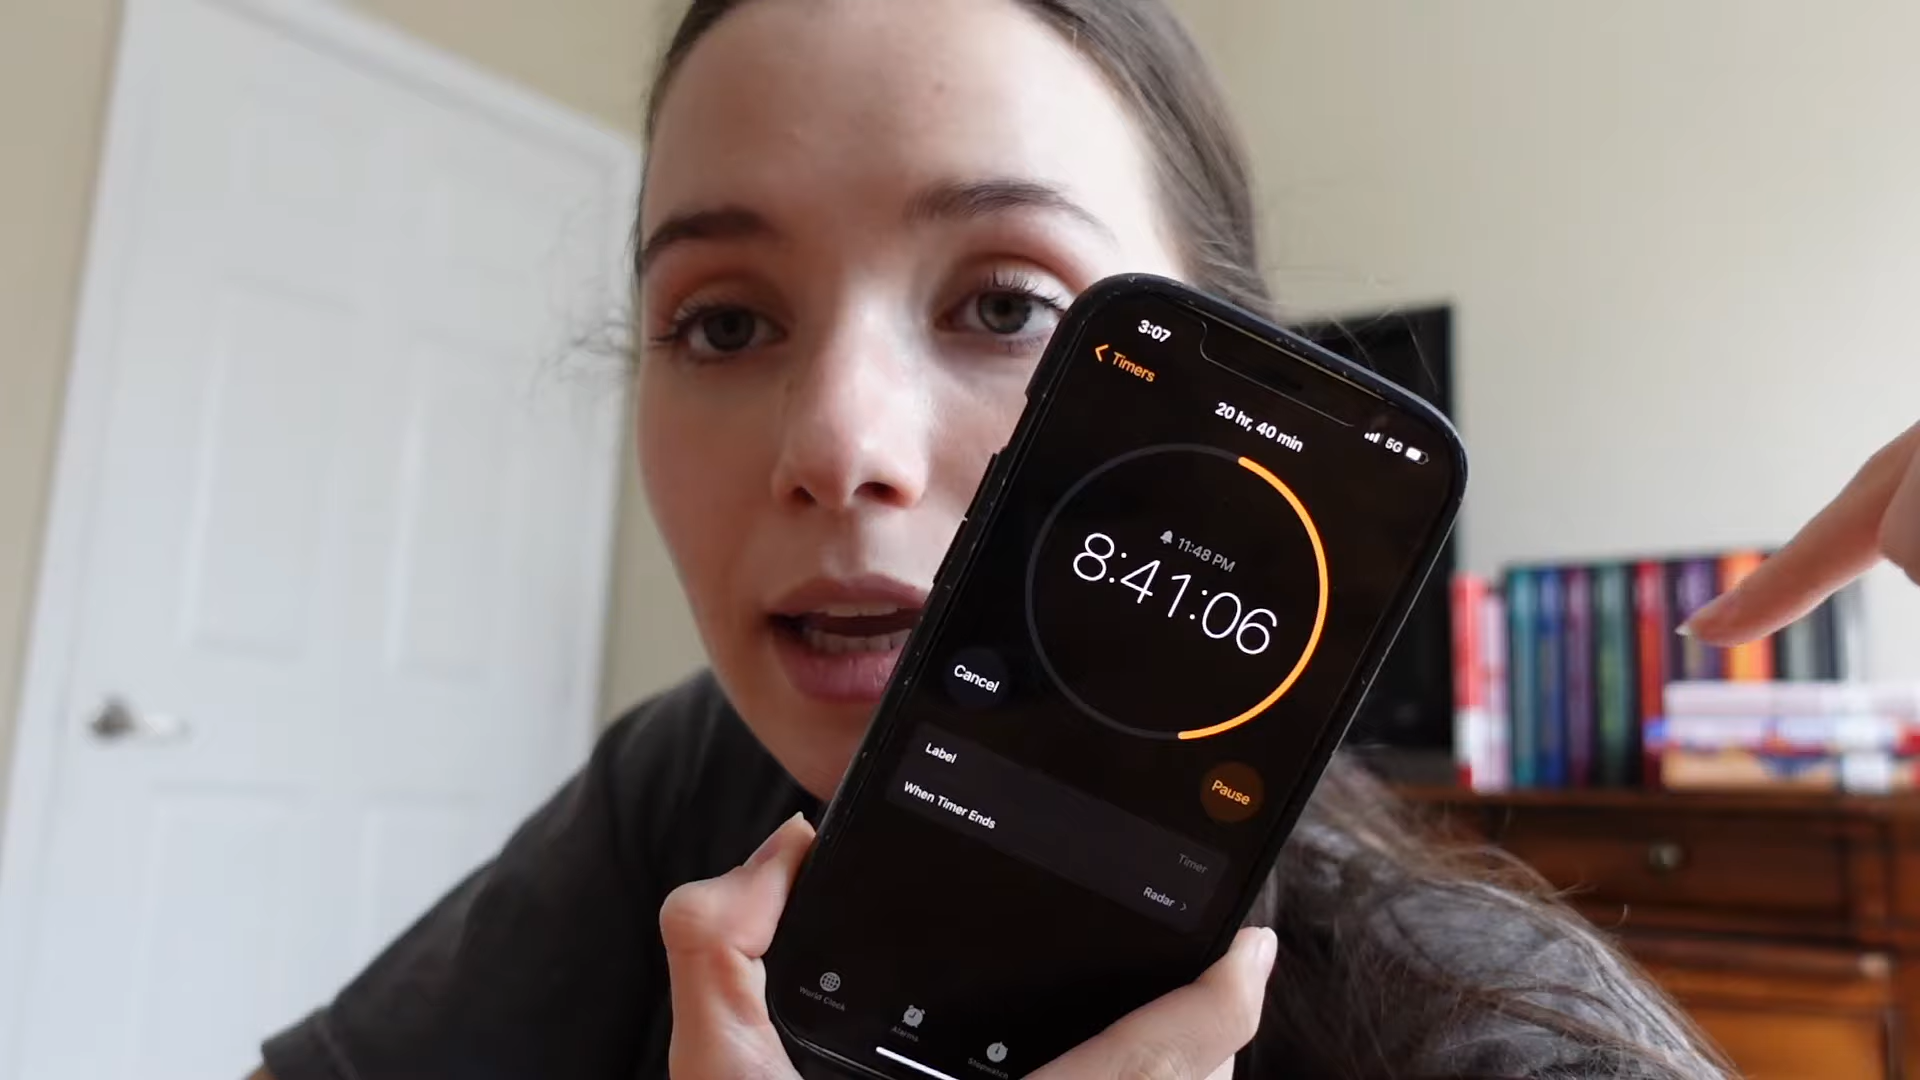 3:07
5G
Timers
20 hr, 40 min
11:48 PM
8:41:06
Cancel
Pause
Label
Timer
When Timer Ends
Radar
World Clock
Alarms
Stopwatch